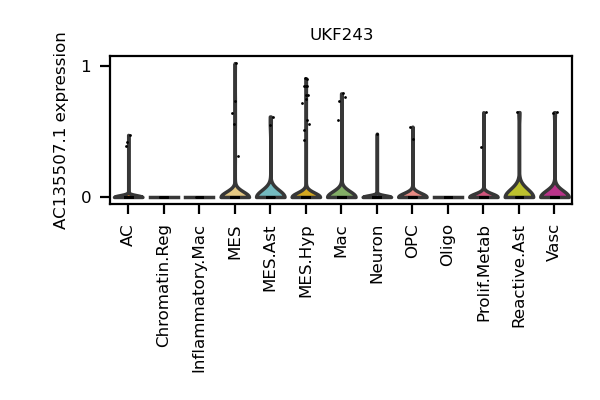 UKF243
AC135507.1 expression
1
0
AC
Chromatin.Reg
Inflammatory.Mac
MES
MES.Ast
MES.Hyp
Mac
Neuron
OPC
Oligo
Prolif.Metab
Reactive.Ast
Vasc